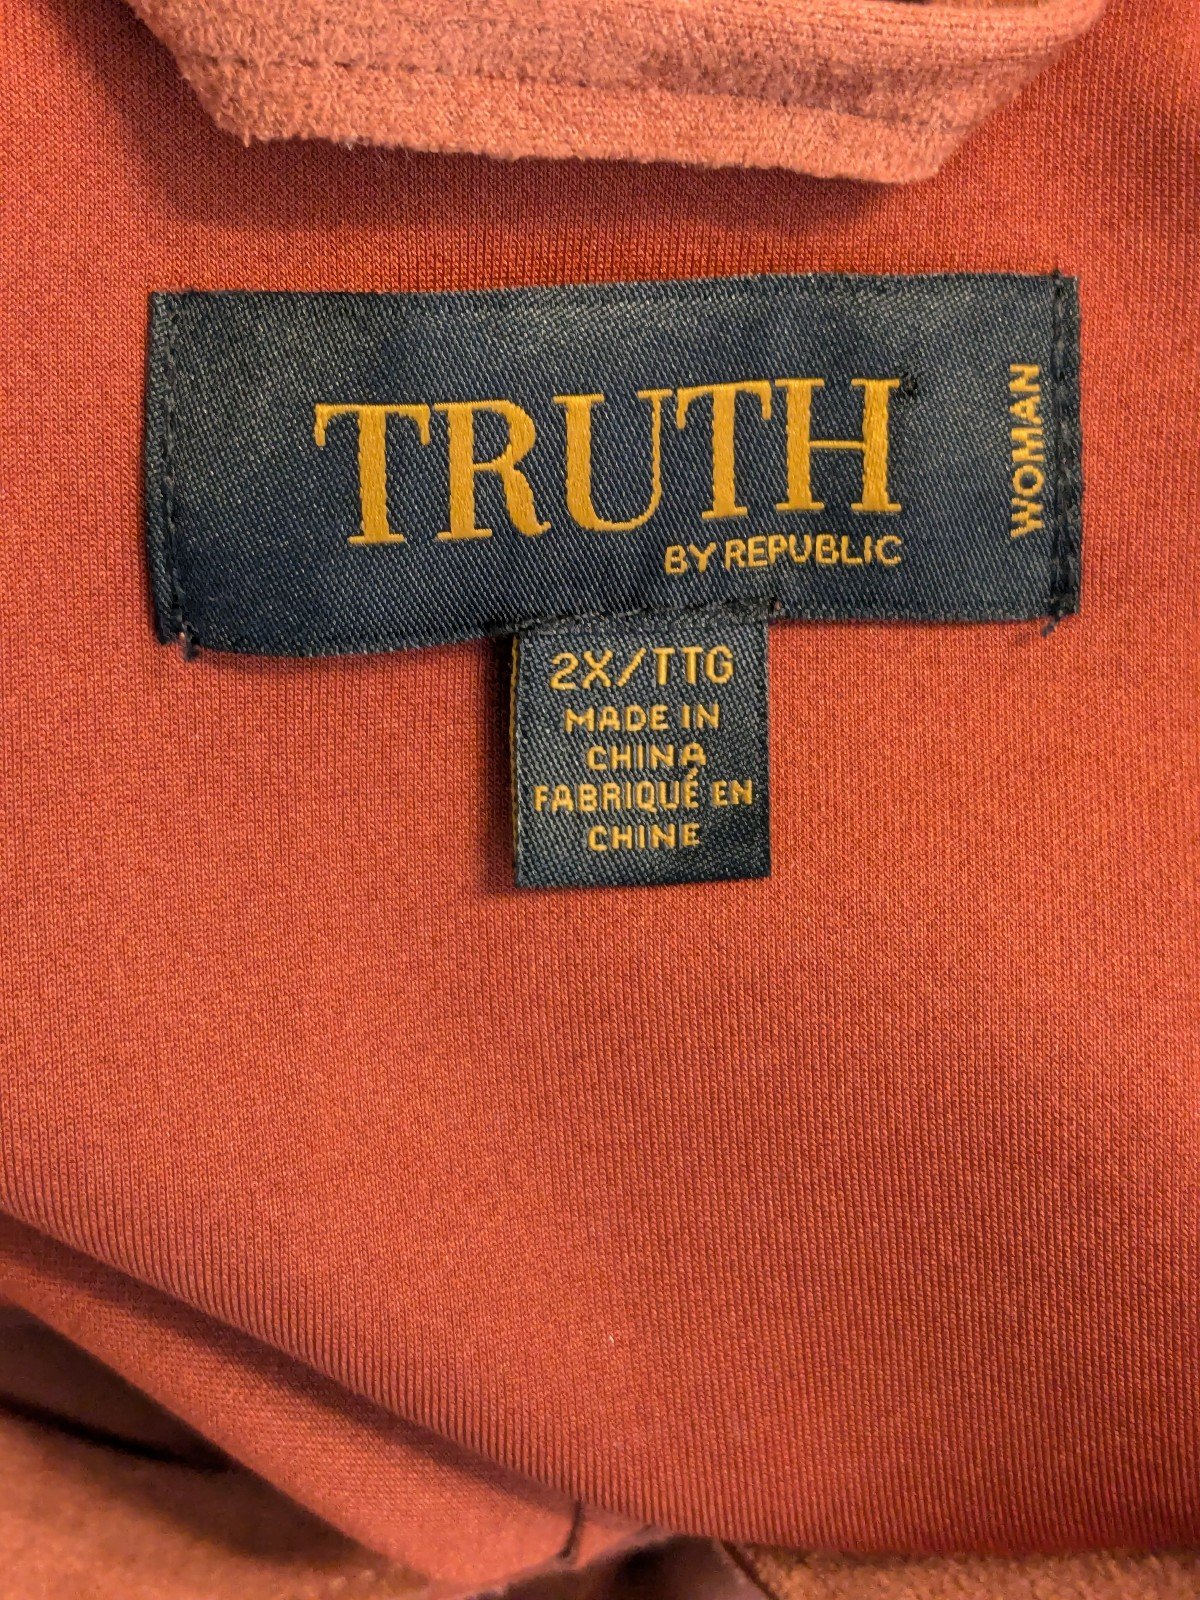 TRUTH
BY REPUBLIC
WOMAN
2X/TTG
MADE IN
CHINA
FABRIQUÉ EN
CHINE